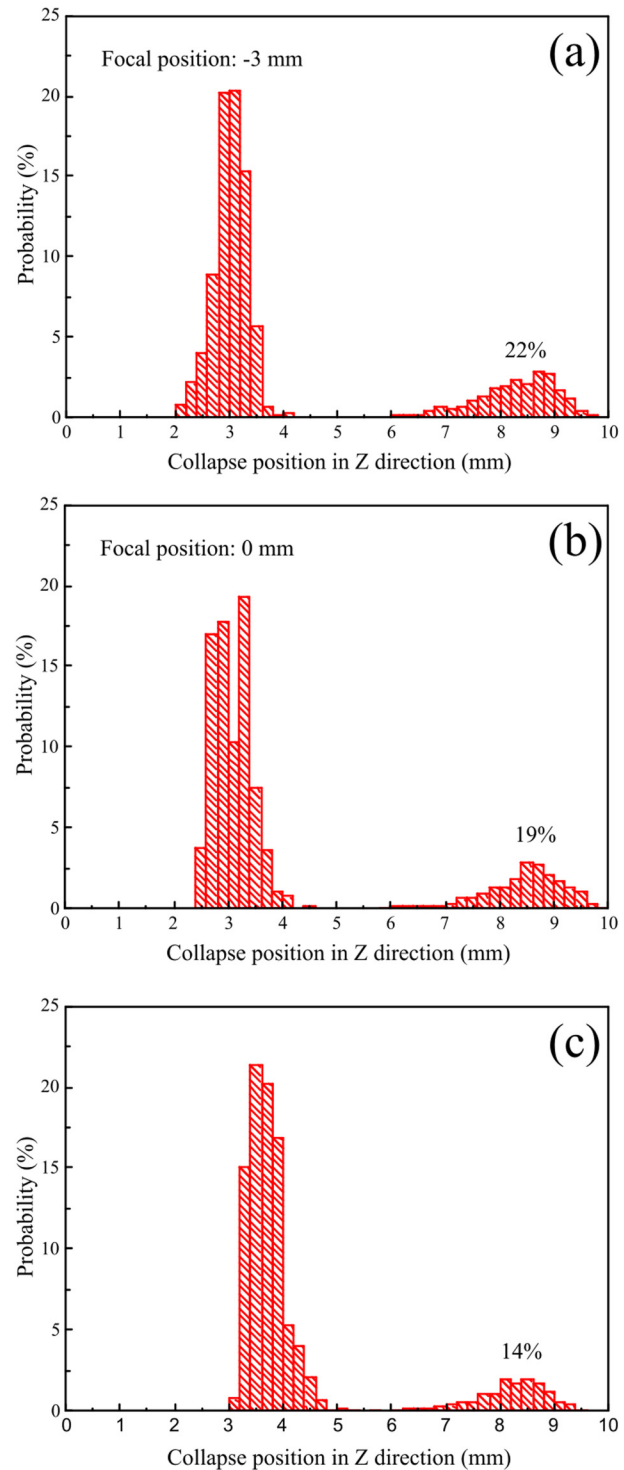 (a)
Focal position: -3 mm
25
20
15
10
5
0
Probability (%)
22%
0 1 2 3 4 5 6 7 8 9 10
Collapse position in Z direction (mm)
(b)
Focal position: 0 mm
25
20
15
10
5
0
Probability (%)
19%
0 1 2 3 4 5 6 7 8 9 10
Collapse position in Z direction (mm)
(c)
25
20
15
10
5
0
Probability (%)
14%
0 1 2 3 4 5 6 7 8 9 10
Collapse position in Z direction (mm)